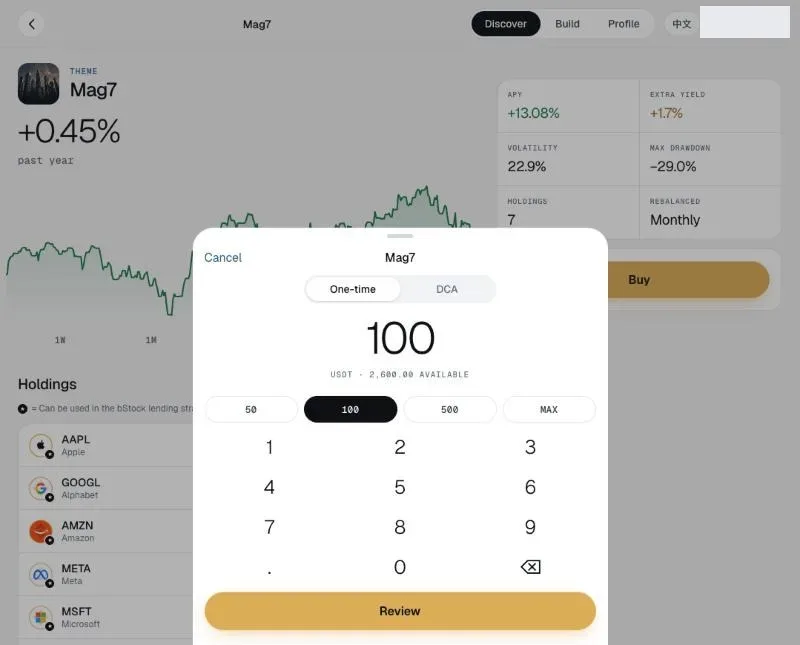 Mag7
Discover
Build
Profile
中文
THEME
Mag7
+0.45%
past year
1W
1M
APY
+13.08%
EXTRA YIELD
+1.7%
VOLATILITY
22.9%
MAX DRAWDOWN
-29.0%
HOLDINGS
7
REBALANCED
Monthly
Buy
Holdings
= Can be used in the bStock lending
AAPL
Apple
GOOGL
Alphabet
AMZN
Amazon
META
Meta
MSFT
Microsoft
Cancel
Mag7
One-time
DCA
100
USDT · 2,600.00 AVAILABLE
50
100
500
MAX
1
2
3
4
5
6
7
8
9
.
0
Review